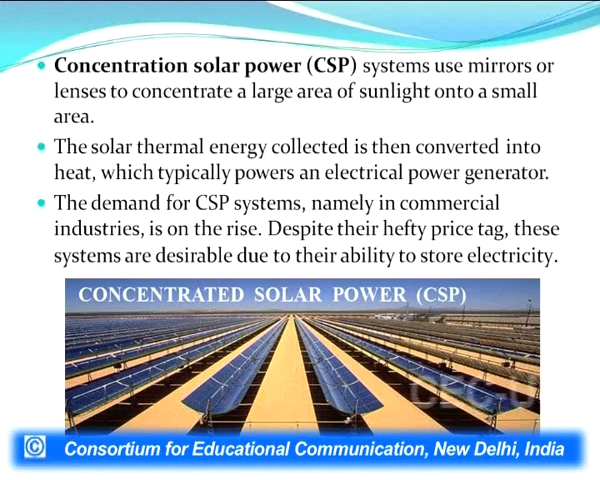 Concentration solar power (CSP) systems use mirrors or
lenses to concentrate a large area of sunlight onto a small
area.
The solar thermal energy collected is then converted into
heat, which typically powers an electrical power generator.
The demand for CSP systems, namely in commercial
industries, is on the rise. Despite their hefty price tag, these
systems are desirable due to their ability to store electricity.
CONCENTRATED SOLAR POWER (CSP)
CEC-U
© Consortium for Educational Communication, New Delhi, India